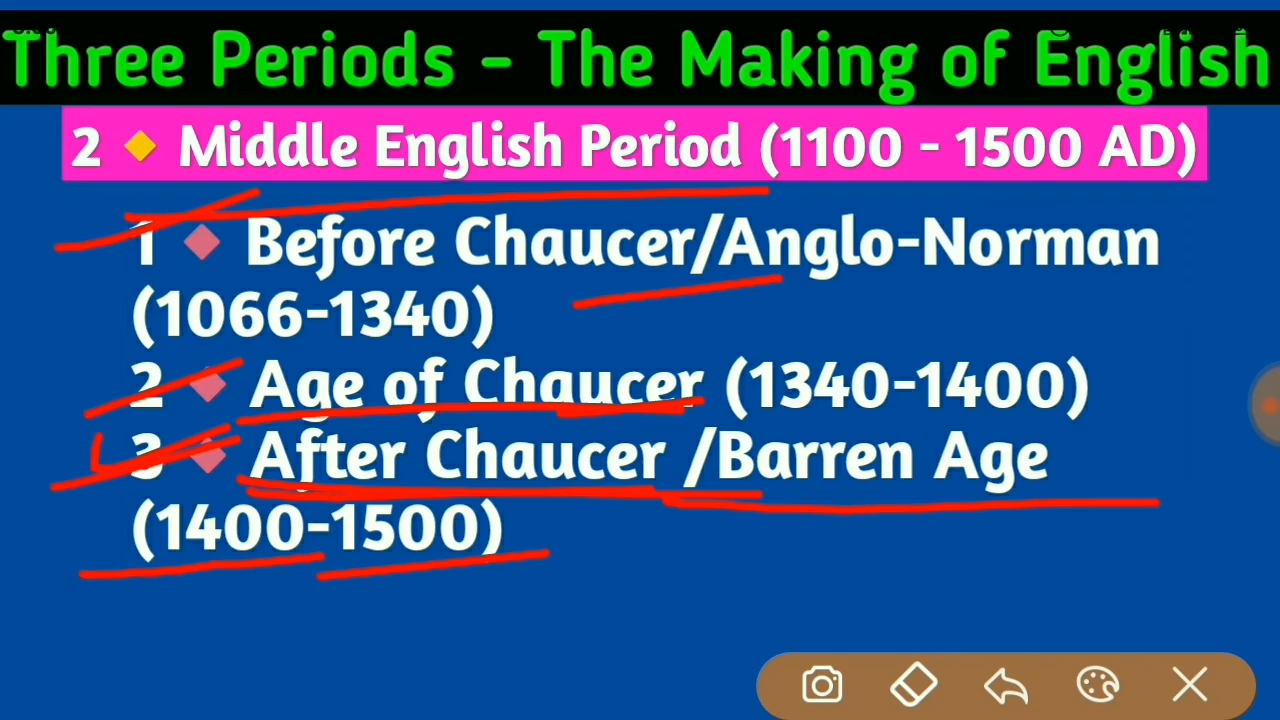 Three Periods - The Making of English
2 🔸 Middle English Period (1100 - 1500 AD)
1 ♦ Before Chaucer/Anglo-Norman
(1066-1340)
2 ♦ Age of Chaucer (1340-1400)
3 ♦ After Chaucer /Barren Age
(1400-1500)